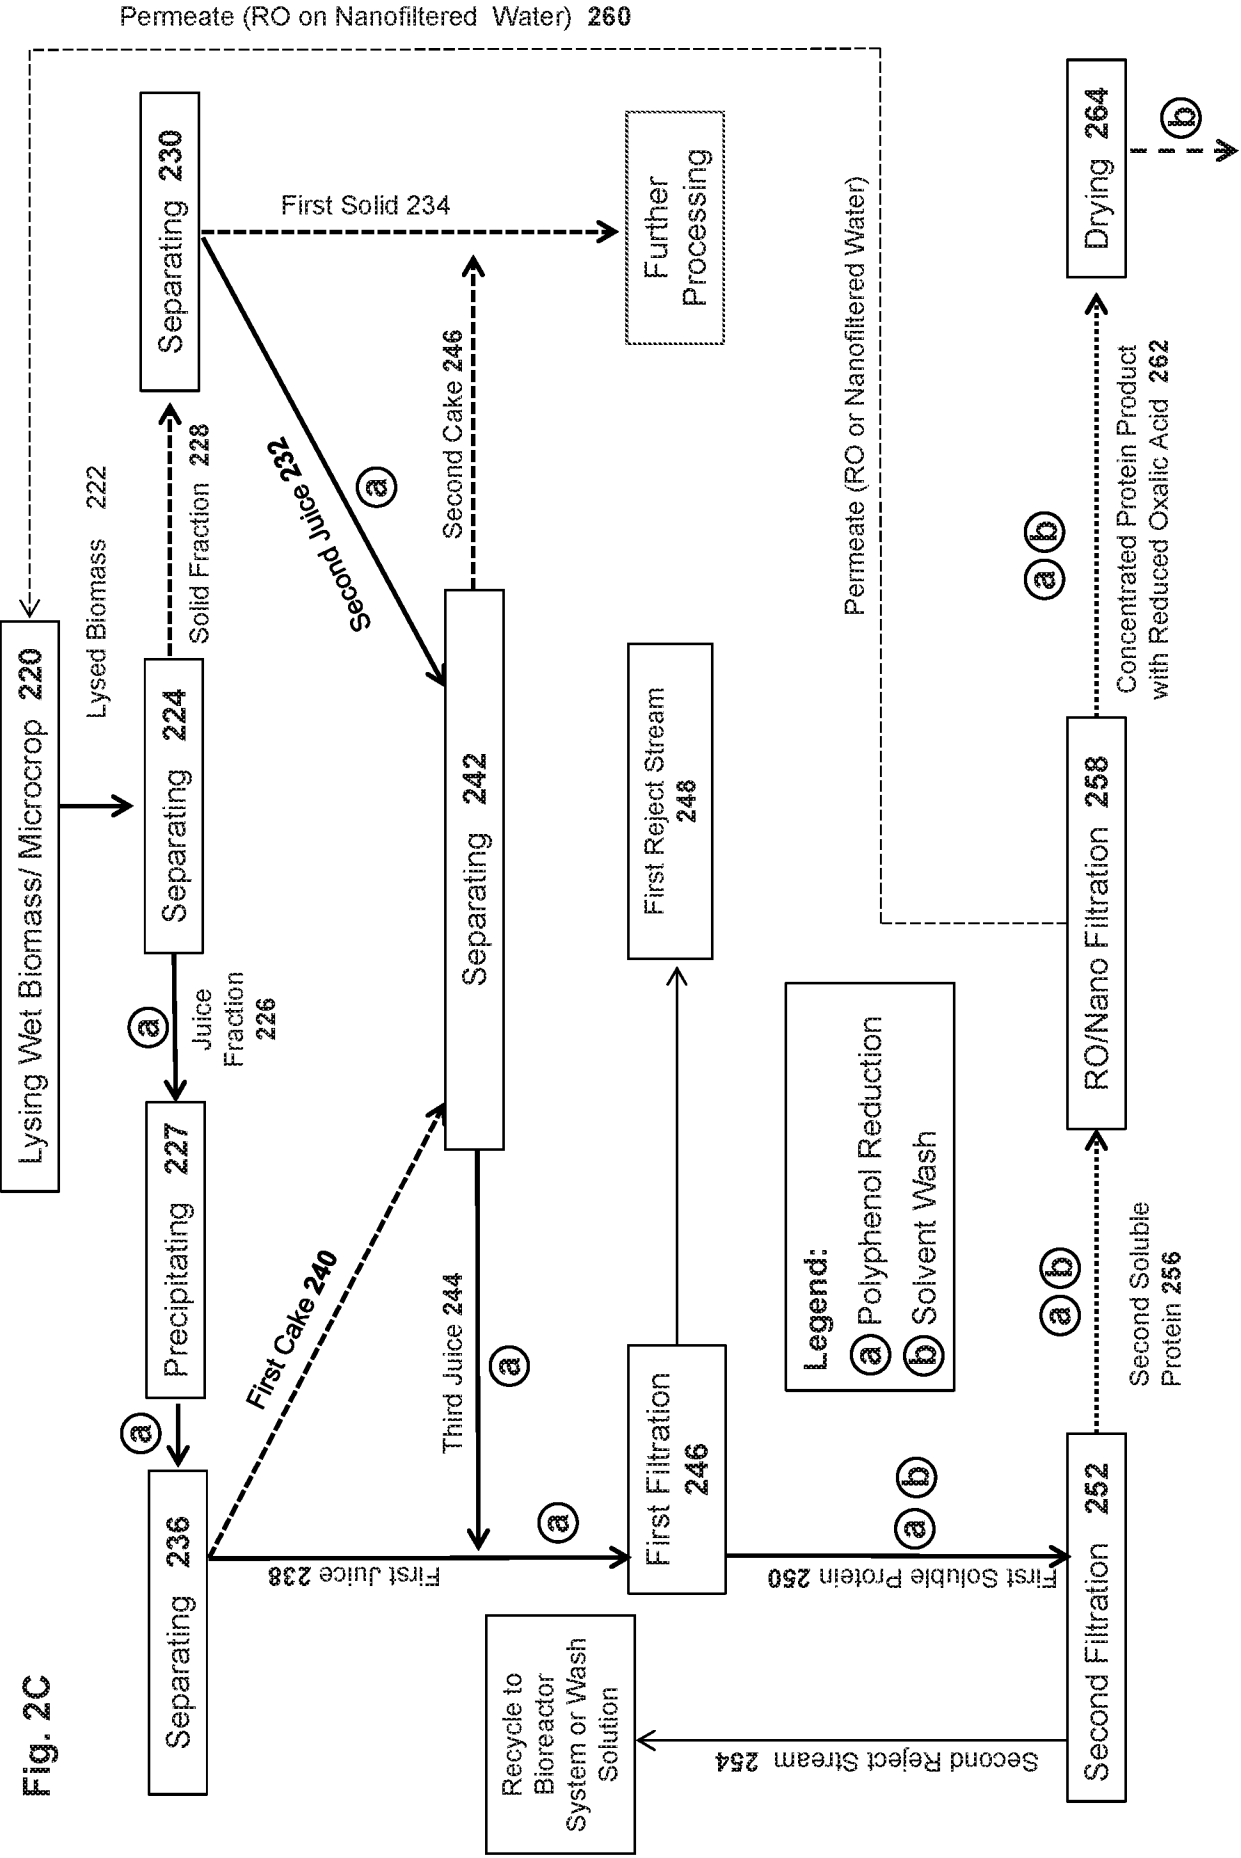 Fig. 2C
Permeate (RO on Nanofiltered Water) 260
Lysing Wet Biomass/ Microcrop 220
Lysed Biomass 222
Separating 224
Solid Fraction 228
Separating 230
a
Juice
Fraction
226
Precipitating 227
a
Separating 236
First Cake 240
Second Juice 232
a
First Solid 234
Separating 242
Second Cake 246
Further
Processing
Third Juice 244
a
First Juice 238
a
First Filtration
246
First Reject Stream
248
Recycle to
Bioreactor
System or Wash
Solution
Legend:
a Polyphenol Reduction
b Solvent Wash
First Soluble Protein 250
a b
Second Reject Stream 254
Permeate (RO or Nanofiltered Water)
Second Filtration 252
a b
Second Soluble
Protein 256
RO/Nano Filtration 258
a b
Concentrated Protein Product
with Reduced Oxalic Acid 262
Drying 264
b